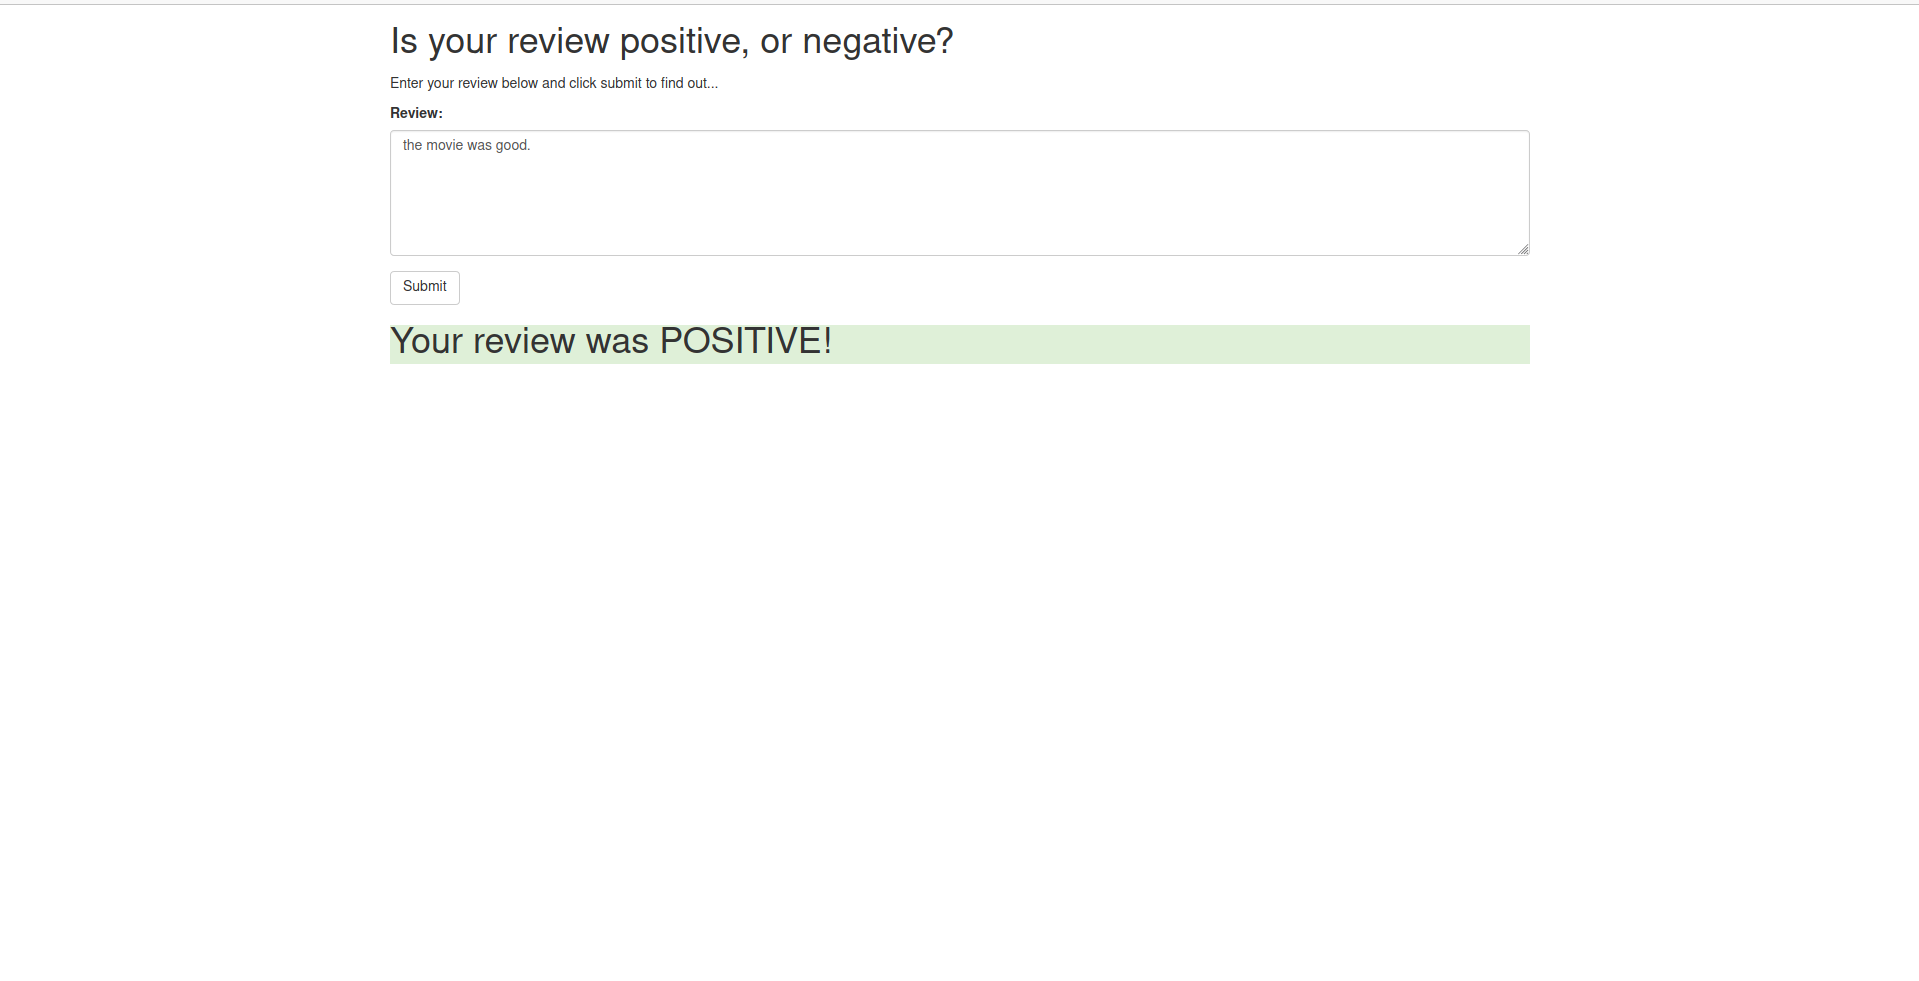 Is your review positive, or negative?
Enter your review below and click submit to find out...
Review:
the movie was good.
Submit
Your review was POSITIVE!